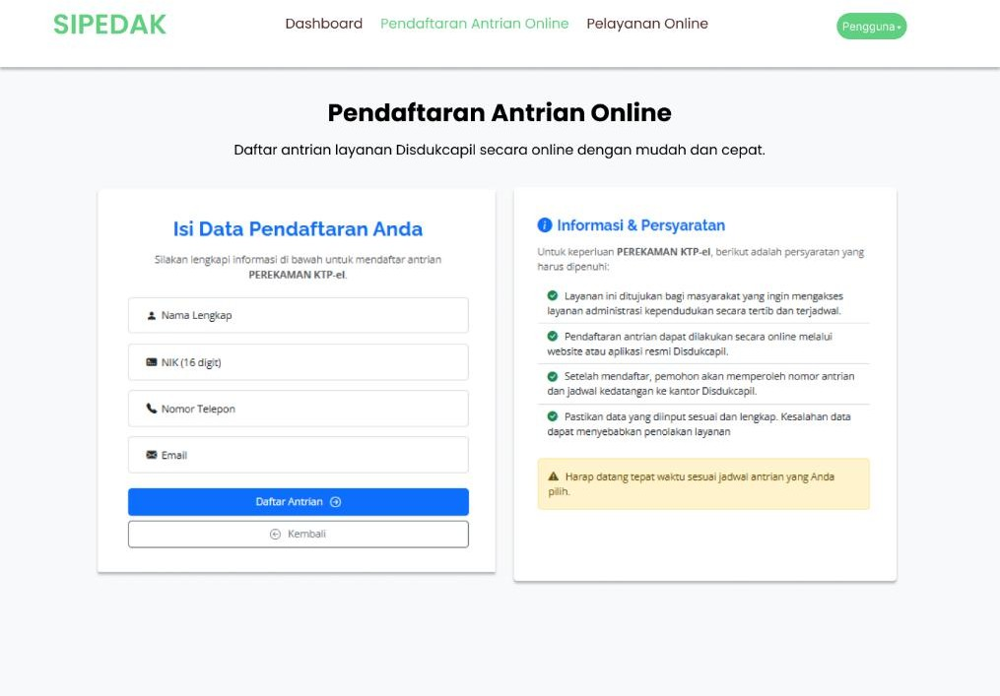 SIPEDAK
Dashboard
Pendaftaran Antrian Online
Pelayanan Online
Pengguna
Pendaftaran Antrian Online
Daftar antrian layanan Disdukcapil secara online dengan mudah dan cepat.
Isi Data Pendaftaran Anda
Silakan lengkapi informasi di bawah untuk mendaftar antrian
PEREKAMAN KTP-el.
Nama Lengkap
NIK (16 digit)
Nomor Telepon
Email
Daftar Antrian
Kembali
Informasi & Persyaratan
Untuk keperluan PEREKAMAN KTP-el, berikut adalah persyaratan yang
harus dipenuhi:
Layanan ini ditujukan bagi masyarakat yang ingin mengakses
layanan administrasi kependudukan secara tertib dan terjadwal.
Pendaftaran antrian dapat dilakukan secara online melalui
website atau aplikasi resmi Disdukcapil.
Setelah mendaftar, pemohon akan memperoleh nomor antrian
dan jadwal kedatangan ke kantor Disdukcapil.
Pastikan data yang diinput sesuai dan lengkap. Kesalahan data
dapat menyebabkan penolakan layanan
Harap datang tepat waktu sesuai jadwal antrian yang Anda
pilih.